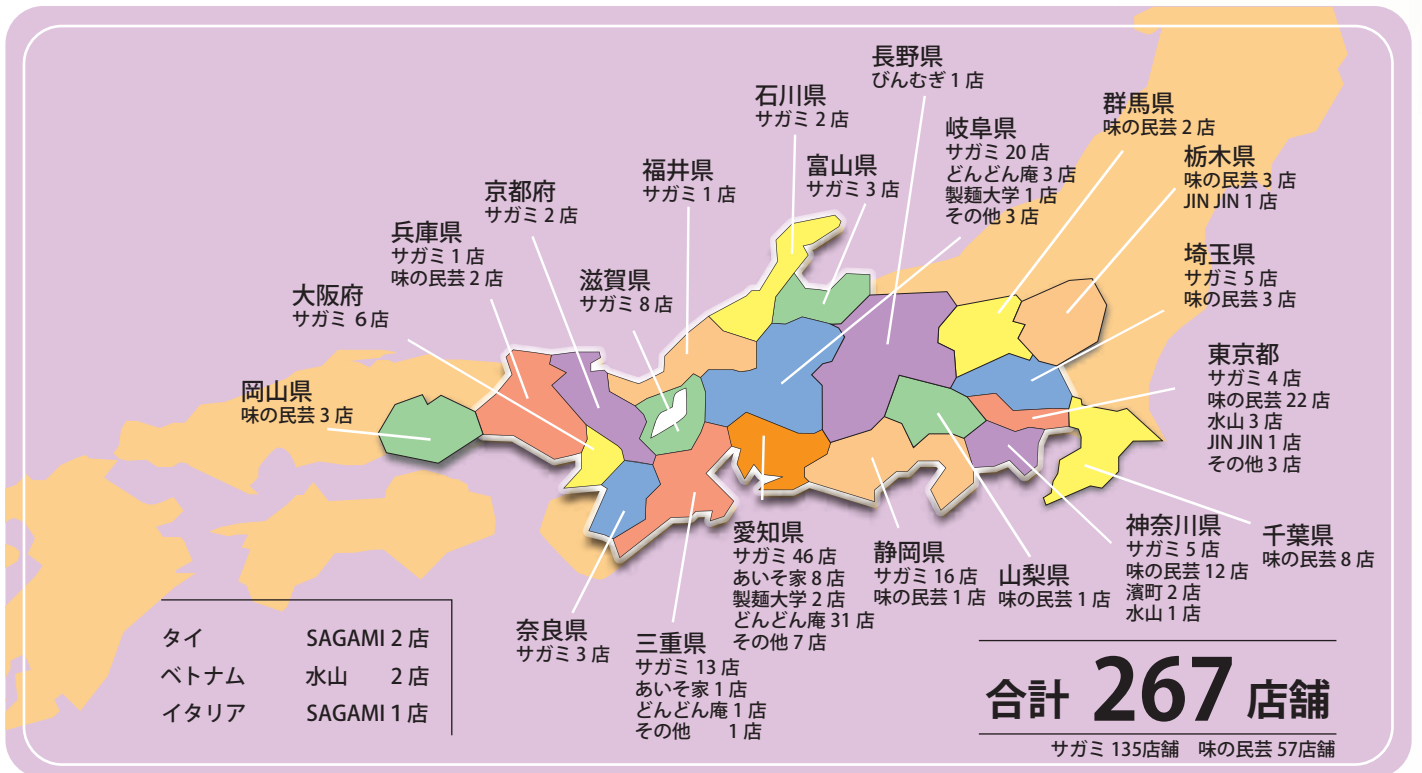 長野県
びんむぎ 1 店
石川県
サガミ 2 店
群馬県
味の民芸 2 店
岐阜県
サガミ 20 店
どんどん庵 3 店
製麺大学 1 店
その他 3 店
栃木県
味の民芸 3 店
JIN JIN 1 店
富山県
サガミ 3 店
福井県
サガミ 1 店
京都府
サガミ 2 店
兵庫県
サガミ 1 店
味の民芸 2 店
滋賀県
サガミ 8 店
大阪府
サガミ 6 店
埼玉県
サガミ 5 店
味の民芸 3 店
東京都
サガミ 4 店
味の民芸 22 店
水山 3 店
JIN JIN 1 店
その他 3 店
岡山県
味の民芸 3 店
愛知県
サガミ 46 店
あいそ家 8 店
製麺大学 2 店
どんどん庵 31 店
その他 7 店
静岡県
サガミ 16 店
味の民芸 1 店
山梨県
味の民芸 1 店
神奈川県
サガミ 5 店
味の民芸 12 店
濱町 2 店
水山 1 店
千葉県
味の民芸 8 店
奈良県
サガミ 3 店
三重県
サガミ 13 店
あいそ家 1 店
どんどん庵 1 店
その他 1 店
タイ SAGAMI 2 店
ベトナム 水山 2 店
イタリア SAGAMI 1 店
合計 267 店舗
サガミ 135店舗 味の民芸 57店舗